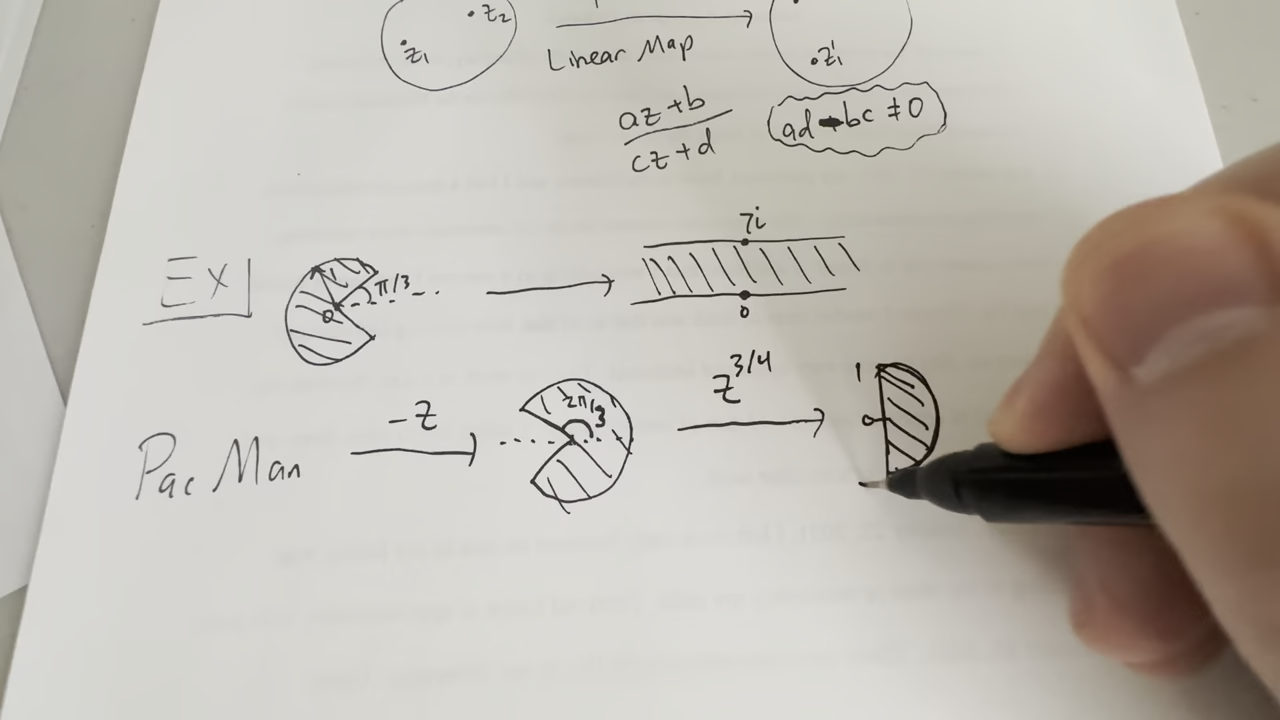 z₂
z₁
Linear Map
z₁'
az+b
cz+d
ad-bc ≠ 0
Ex
π/3
0
7i
0
Pac Man
-z
2π/3
z^3/4
1
0